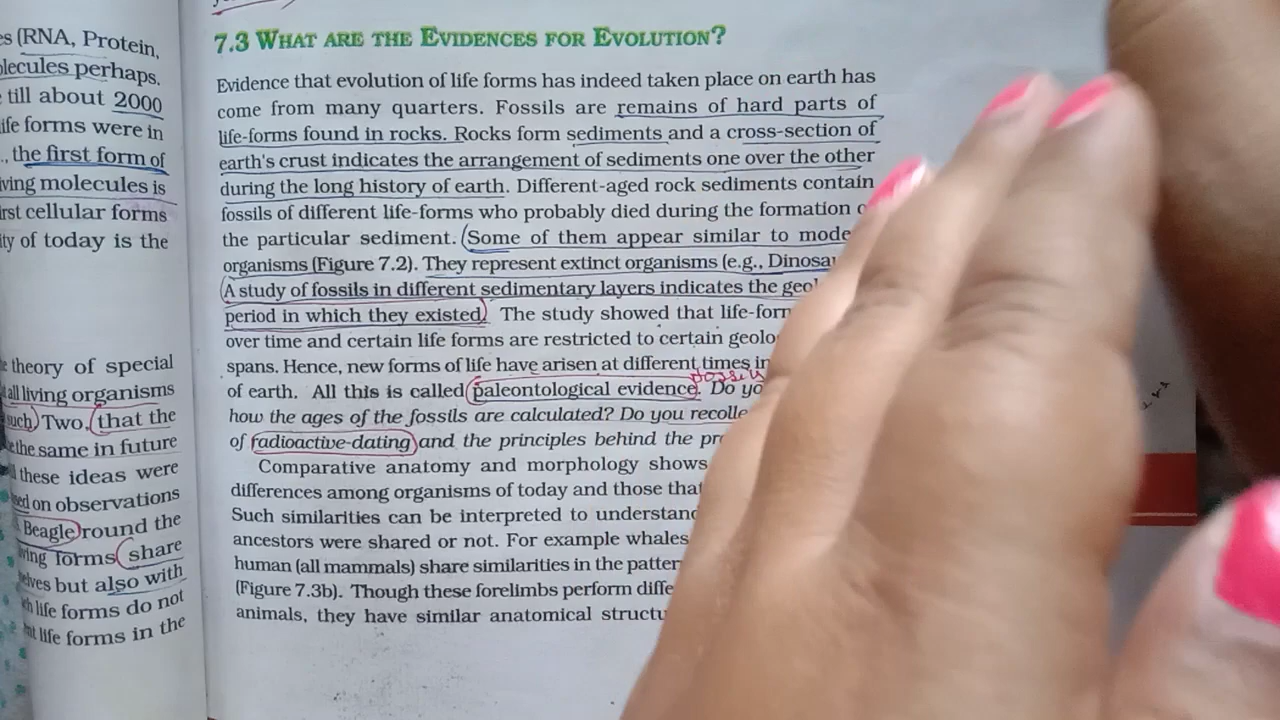 es (RNA, Protein,
olecules perhaps.
till about 2000
life forms were in
., the first form of
ving molecules is
rst cellular forms
ity of today is the
theory of special
all living organisms
such) Two, that the
the same in future
these ideas were
ed on observations
Beagle round the
ving forms share
elves but also with
life forms do not
nt life forms in the
7.3 WHAT ARE THE EVIDENCES FOR EVOLUTION?
Evidence that evolution of life forms has indeed taken place on earth has
come from many quarters. Fossils are remains of hard parts of
life-forms found in rocks. Rocks form sediments and a cross-section of
earth's crust indicates the arrangement of sediments one over the other
during the long history of earth. Different-aged rock sediments contain
fossils of different life-forms who probably died during the formation o
the particular sediment. Some of them appear similar to mode
organisms (Figure 7.2). They represent extinct organisms (e.g., Dinosau
A study of fossils in different sedimentary layers indicates the geol
period in which they existed. The study showed that life-for
over time and certain life forms are restricted to certain geolo
spans. Hence, new forms of life have arisen at different times in
of earth. All this is called paleontological evidence. Do yo
how the ages of the fossils are calculated? Do you recolle
of radioactive-dating and the principles behind the pr
Comparative anatomy and morphology shows
differences among organisms of today and those that
Such similarities can be interpreted to understand
ancestors were shared or not. For example whales
human (all mammals) share similarities in the patter
(Figure 7.3b). Though these forelimbs perform diffe
animals, they have similar anatomical structu